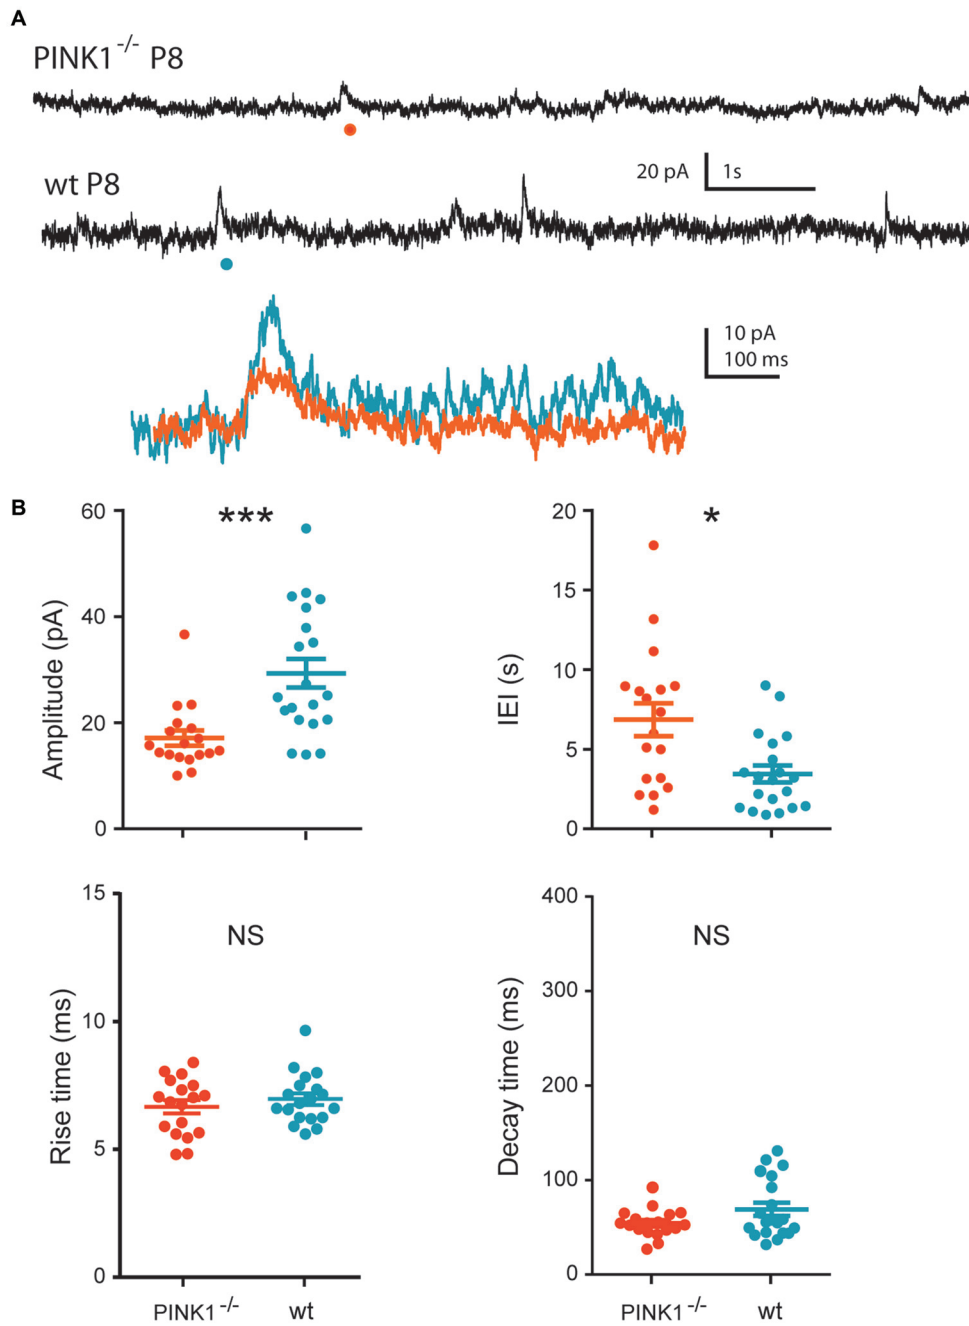 A
PINK1-/- P8
20 pA 1s
wt P8
10 pA
100 ms
B
Amplitude (pA)
60
40
20
0
***
IEI (s)
20
15
10
5
0
*
Rise time (ms)
15
10
5
0
NS
PINK1-/- wt
Decay time (ms)
400
300
200
100
0
NS
PINK1-/- wt